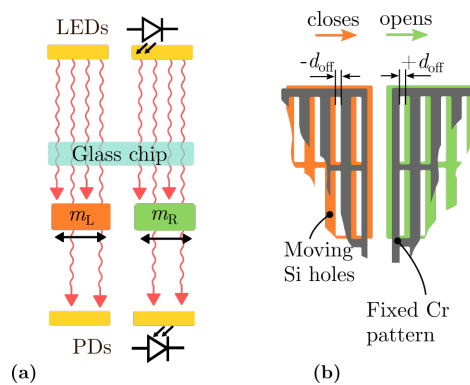 LEDs
Glass chip
m_L
m_R
PDs
(a)
closes
opens
-d_off
+d_off
Moving
Si holes
Fixed Cr
pattern
(b)